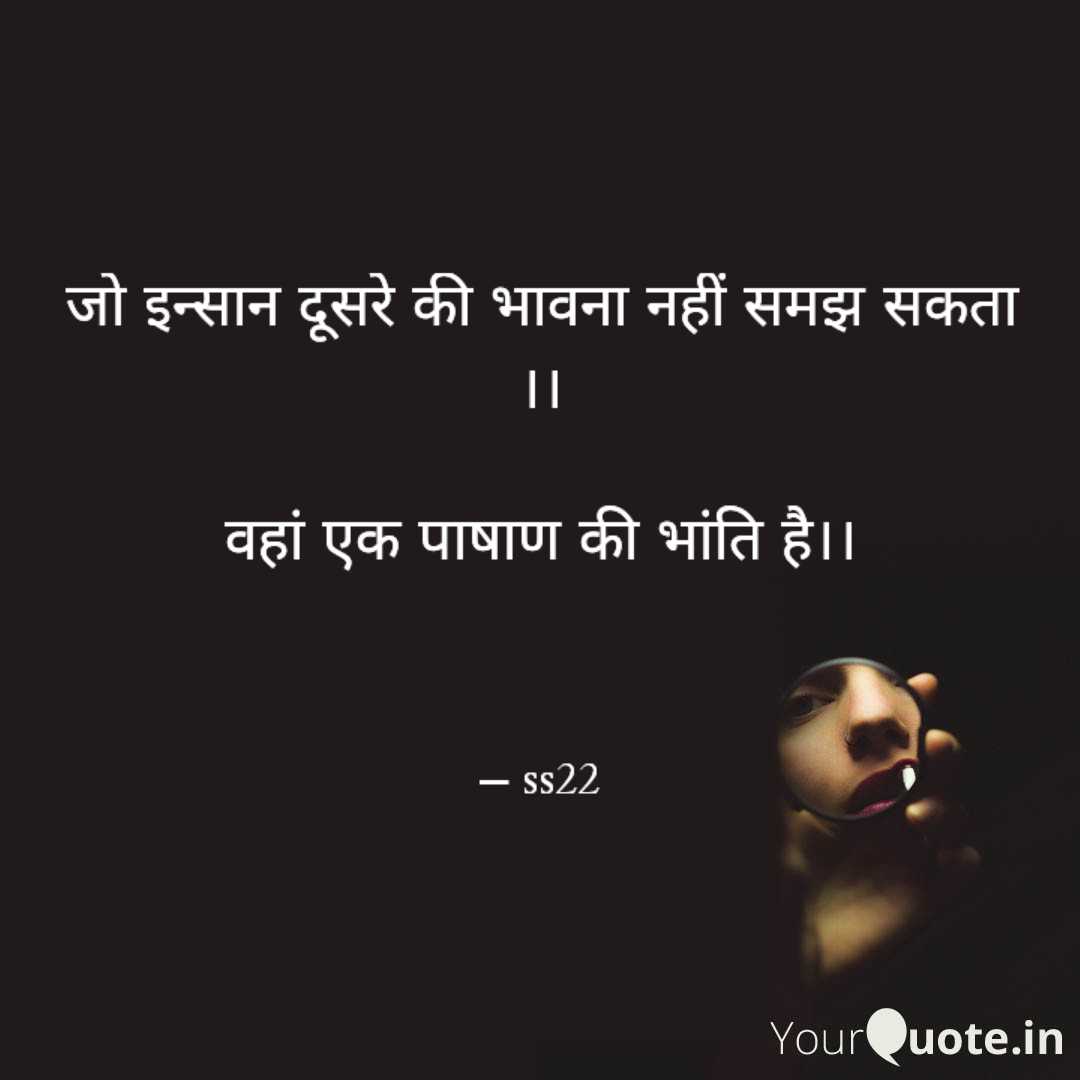 जो इन्सान दूसरे की भावना नहीं समझ सकता
||
वहां एक पाषाण की भांति है।।
– ss22
YourQuote.in